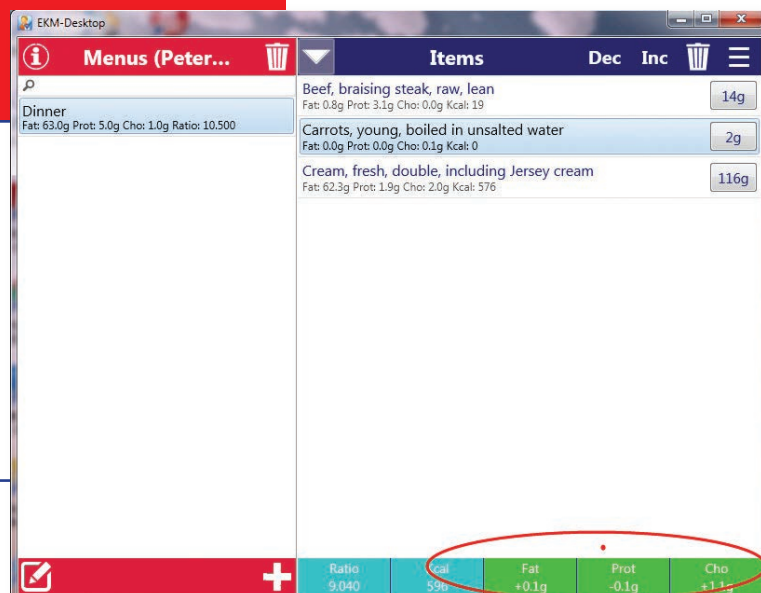 EKM-Desktop
Menus (Peter...
Items
Dec Inc
Dinner
Fat: 63.0g Prot: 5.0g Cho: 1.0g Ratio: 10.500
Beef, braising steak, raw, lean
Fat: 0.8g Prot: 3.1g Cho: 0.0g Kcal: 19
14g
Carrots, young, boiled in unsalted water
Fat: 0.0g Prot: 0.0g Cho: 0.1g Kcal: 0
2g
Cream, fresh, double, including Jersey cream
Fat: 62.3g Prot: 1.9g Cho: 2.0g Kcal: 576
116g
Ratio Kcal Fat Prot Cho
9.040 596 +0.1g -0.1g +1.1g